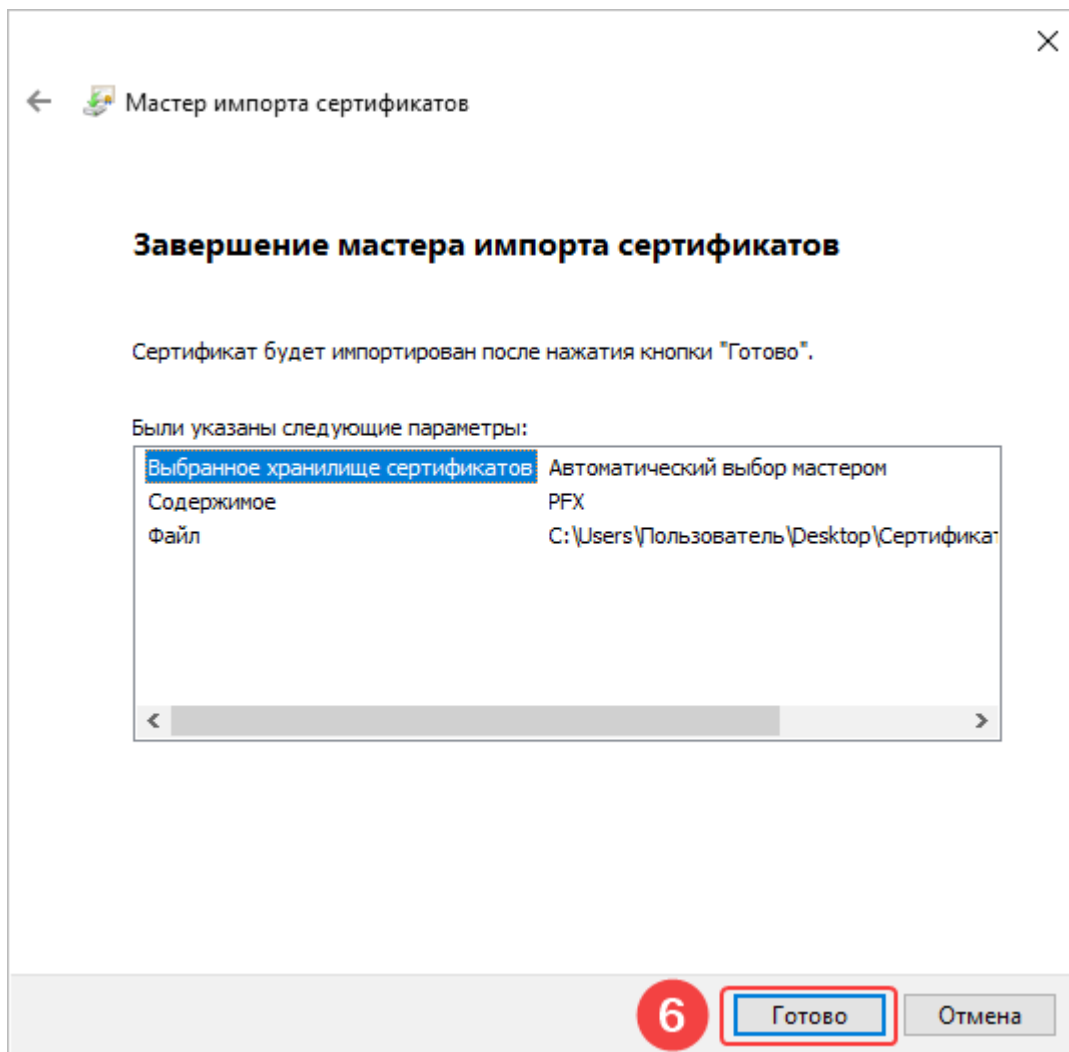 Мастер импорта сертификатов
Завершение мастера импорта сертификатов
Сертификат будет импортирован после нажатия кнопки "Готово".
Были указаны следующие параметры:
Выбранное хранилище сертификатов Автоматический выбор мастером
Содержимое PFX
Файл C:\Users\Пользователь\Desktop\Сертификат
6 Готово Отмена